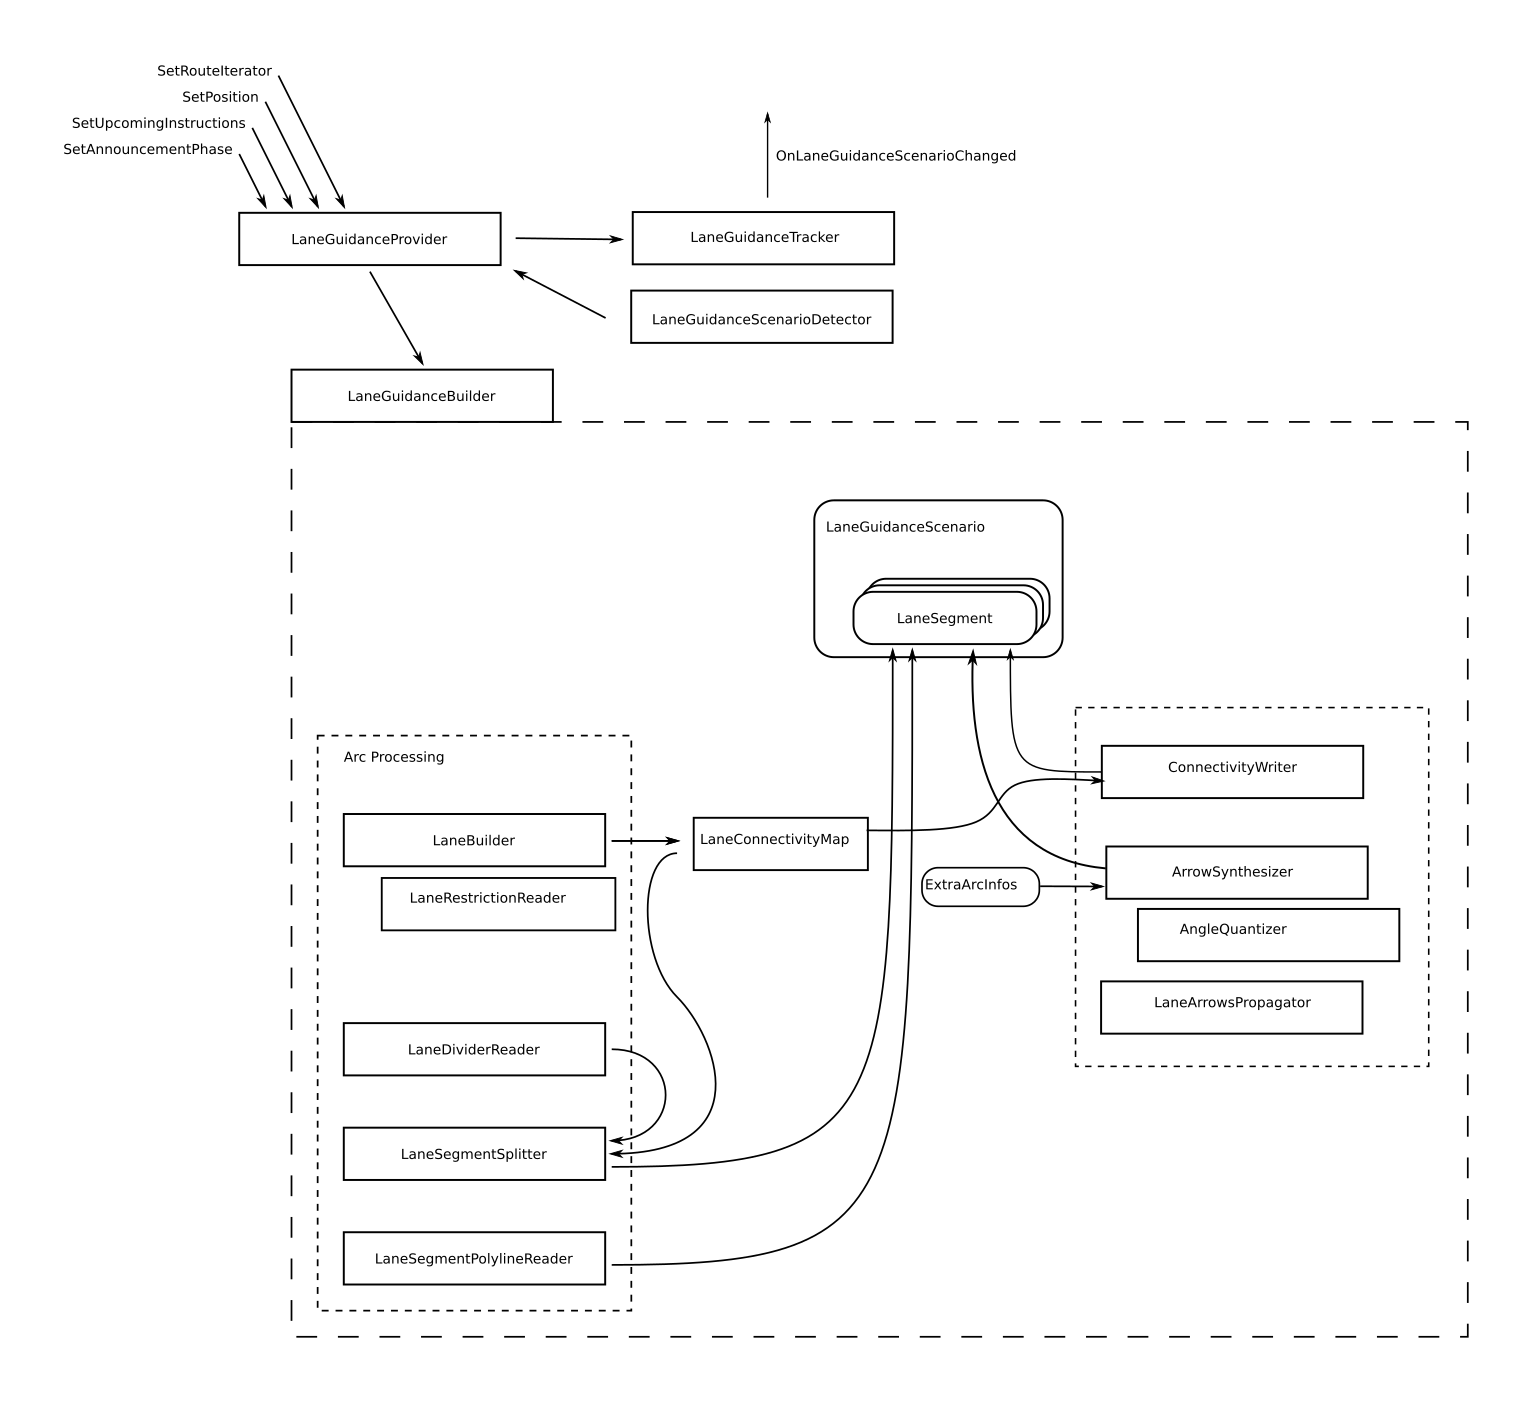 SetRouteIterator
SetPosition
SetUpcomingInstructions
SetAnnouncementPhase
OnLaneGuidanceScenarioChanged
LaneGuidanceProvider
LaneGuidanceTracker
LaneGuidanceScenarioDetector
LaneGuidanceBuilder
LaneGuidanceScenario
LaneSegment
Arc Processing
LaneBuilder
LaneRestrictionReader
LaneDividerReader
LaneSegmentSplitter
LaneSegmentPolylineReader
LaneConnectivityMap
ExtraArcInfos
ConnectivityWriter
ArrowSynthesizer
AngleQuantizer
LaneArrowsPropagator